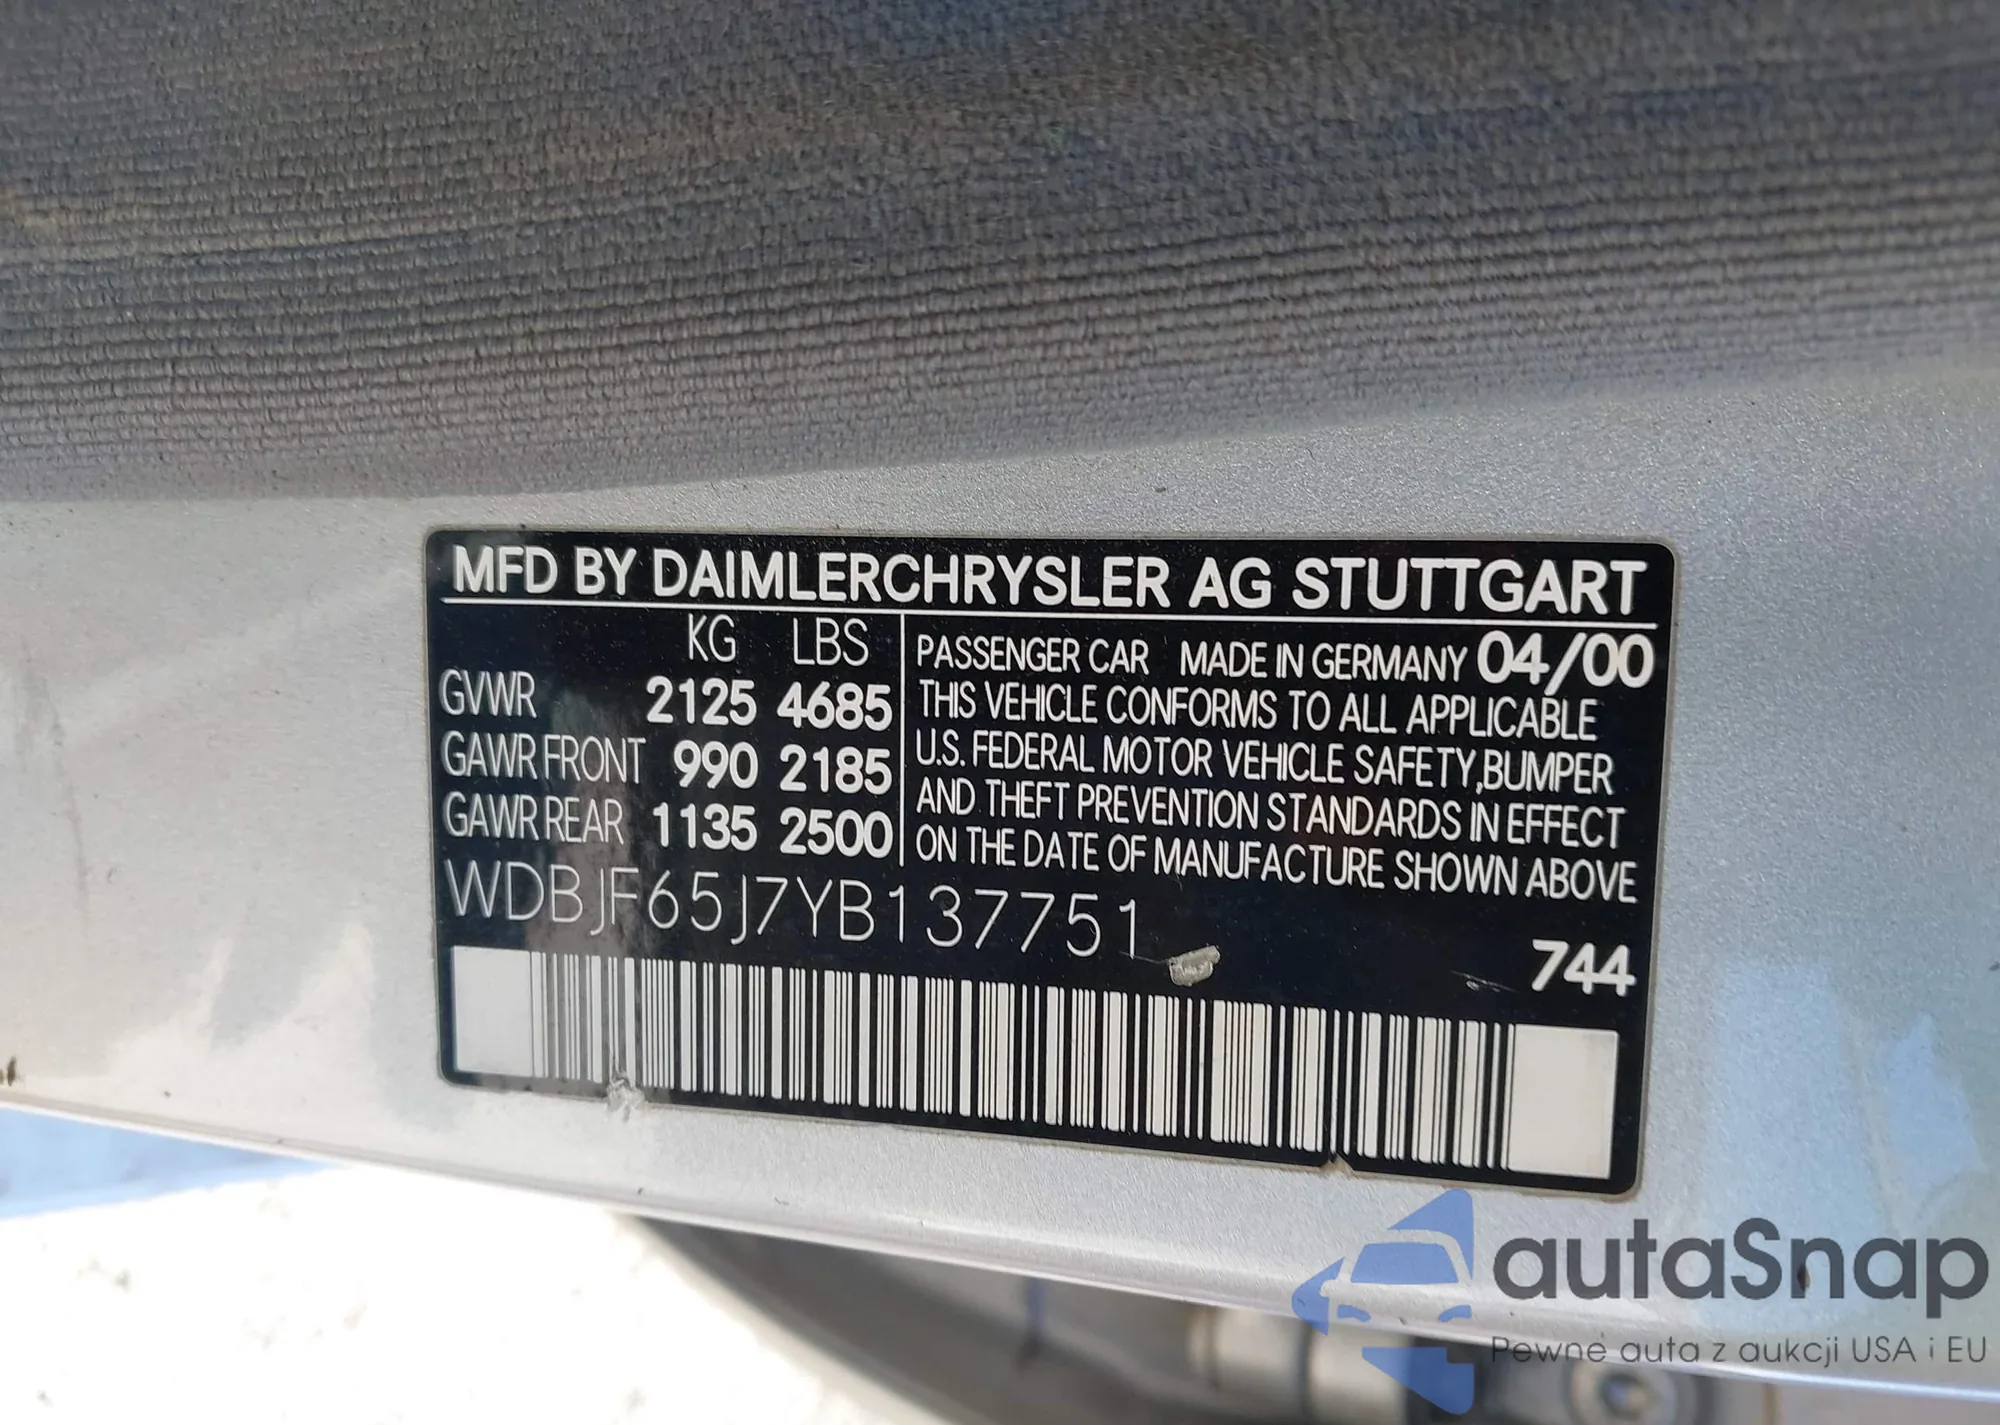 MFD BY DAIMLERCHRYSLER AG STUTTGART
KG LBS
GVWR 2125 4685
GAWR FRONT 990 2185
GAWR REAR 1135 2500
PASSENGER CAR MADE IN GERMANY 04/00
THIS VEHICLE CONFORMS TO ALL APPLICABLE
U.S. FEDERAL MOTOR VEHICLE SAFETY, BUMPER
AND THEFT PREVENTION STANDARDS IN EFFECT
ON THE DATE OF MANUFACTURE SHOWN ABOVE
WDBJF65J7YB137751
744
autaSnap
Pewne auta z aukcji USA i EU